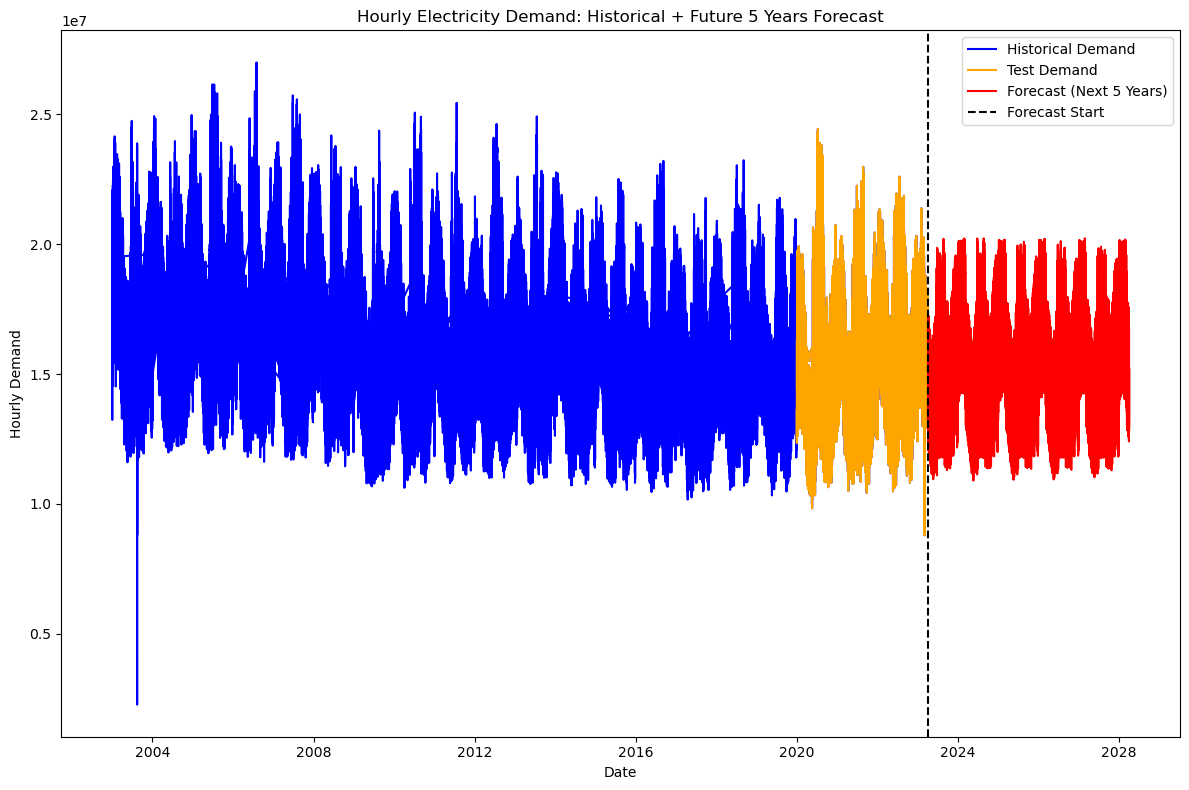 Hourly Electricity Demand: Historical + Future 5 Years Forecast
1e7
Historical Demand
Test Demand
Forecast (Next 5 Years)
Forecast Start
2.5
2.0
1.5
1.0
0.5
Hourly Demand
2004 2008 2012 2016 2020 2024 2028
Date